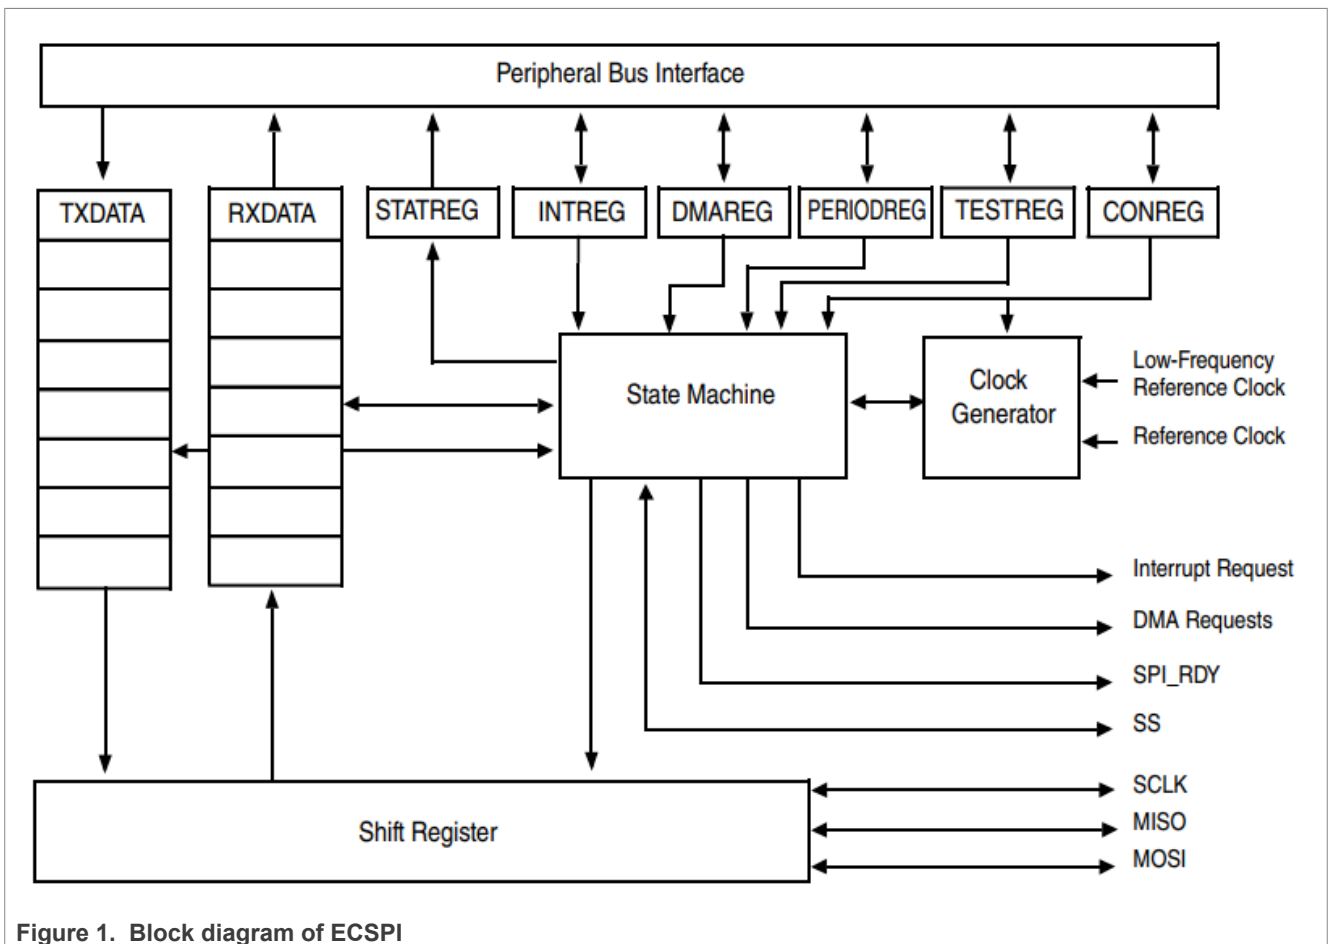 Peripheral Bus Interface
TXDATA
RXDATA
STATREG
INTREG
DMAREG
PERIODREG
TESTREG
CONREG
State Machine
Clock
Generator
Low-Frequency
Reference Clock
Reference Clock
Interrupt Request
DMA Requests
SPI_RDY
SS
SCLK
MISO
MOSI
Shift Register
Figure 1. Block diagram of ECSPI